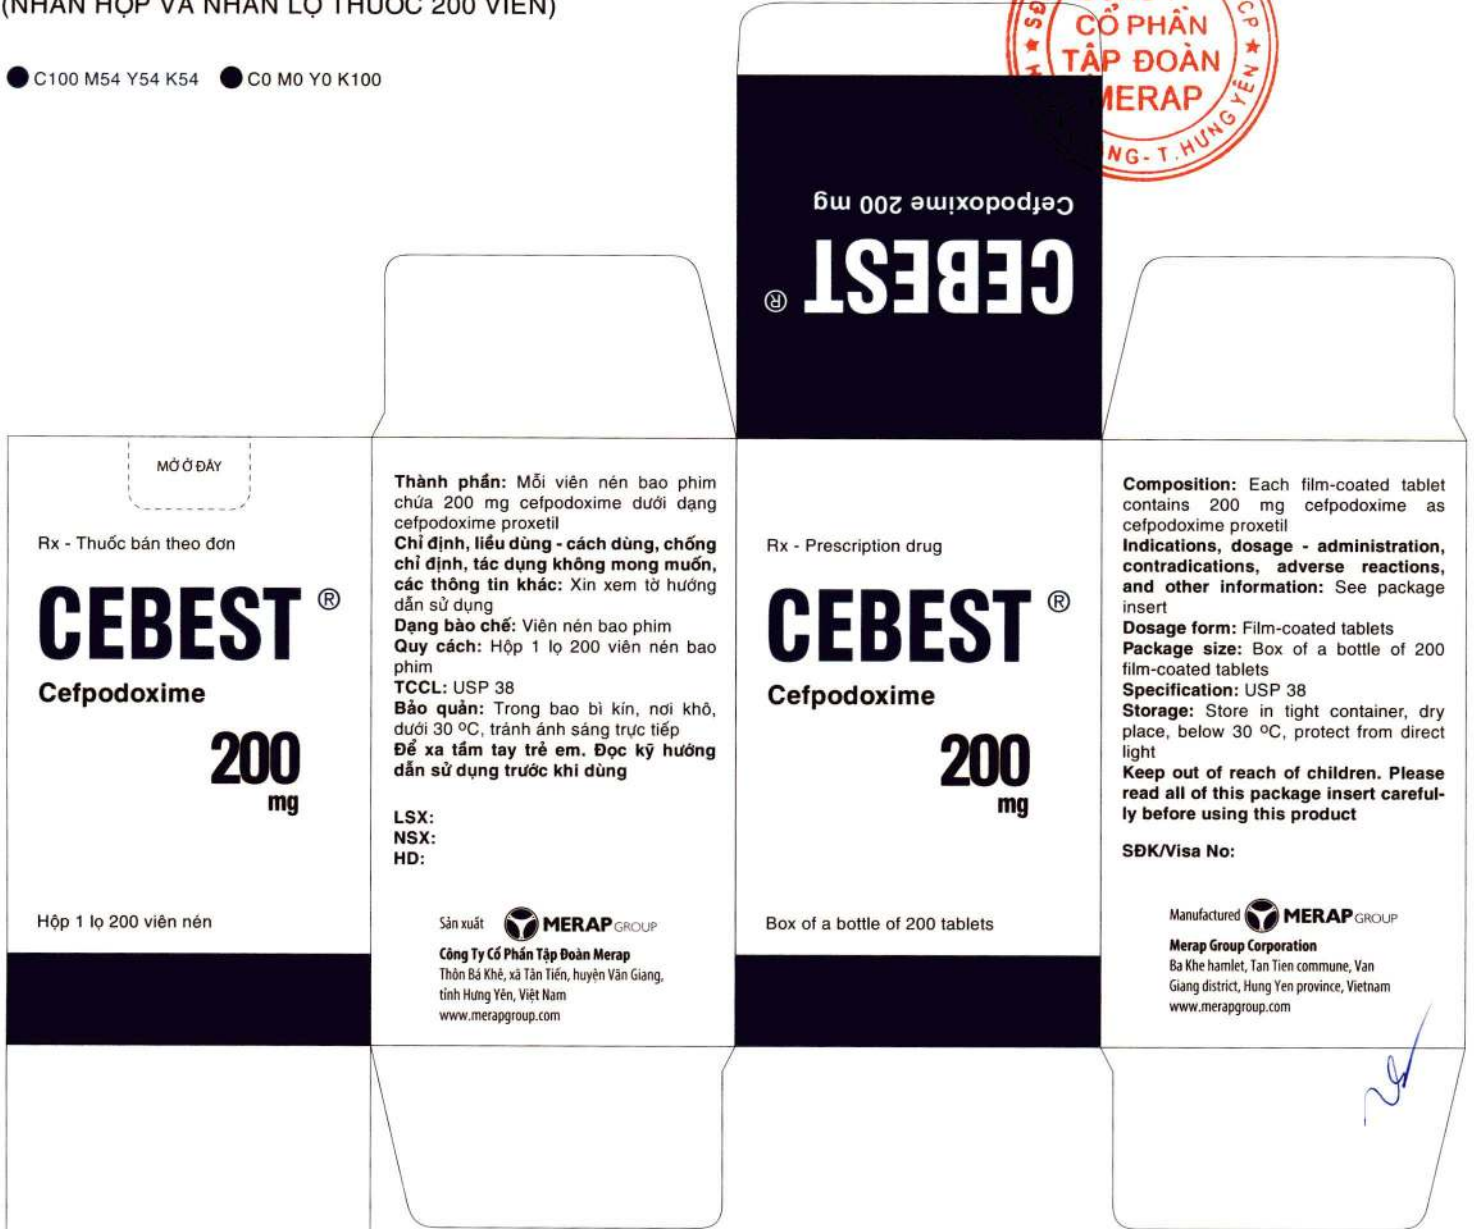 (NHÃN HỘP VÀ NHÃN LỌ THUỐC 200 VIÊN)
C100 M54 Y54 K54
C0 M0 Y0 K100
CỔ PHẦN
TẬP ĐOÀN
MERAP
T. HƯNG YÊN
CEBEST ®
Cefpodoxime 200 mg
MỞ Ở ĐÂY
Rx - Thuốc bán theo đơn
CEBEST ®
Cefpodoxime
200
mg
Hộp 1 lọ 200 viên nén
Thành phần: Mỗi viên nén bao phim
chứa 200 mg cefpodoxime dưới dạng
cefpodoxime proxetil
Chỉ định, liều dùng - cách dùng, chống
chỉ định, tác dụng không mong muốn,
các thông tin khác: Xin xem tờ hướng
dẫn sử dụng
Dạng bào chế: Viên nén bao phim
Quy cách: Hộp 1 lọ 200 viên nén bao
phim
TCCL: USP 38
Bảo quản: Trong bao bì kín, nơi khô,
dưới 30 ºC, tránh ánh sáng trực tiếp
Để xa tầm tay trẻ em. Đọc kỹ hướng
dẫn sử dụng trước khi dùng
LSX:
NSX:
HD:
Sản xuất MERAP GROUP
Công Ty Cổ Phần Tập Đoàn Merap
Thôn Bá Khê, xã Tân Tiến, huyện Văn Giang,
tỉnh Hưng Yên, Việt Nam
www.merapgroup.com
Rx - Prescription drug
CEBEST ®
Cefpodoxime
200
mg
Box of a bottle of 200 tablets
Composition: Each film-coated tablet
contains 200 mg cefpodoxime as
cefpodoxime proxetil
Indications, dosage - administration,
contradications, adverse reactions,
and other information: See package
insert
Dosage form: Film-coated tablets
Package size: Box of a bottle of 200
film-coated tablets
Specification: USP 38
Storage: Store in tight container, dry
place, below 30 ºC, protect from direct
light
Keep out of reach of children. Please
read all of this package insert careful-
ly before using this product
SĐK/Visa No:
Manufactured MERAP GROUP
Merap Group Corporation
Ba Khe hamlet, Tan Tien commune, Van
Giang district, Hung Yen province, Vietnam
www.merapgroup.com